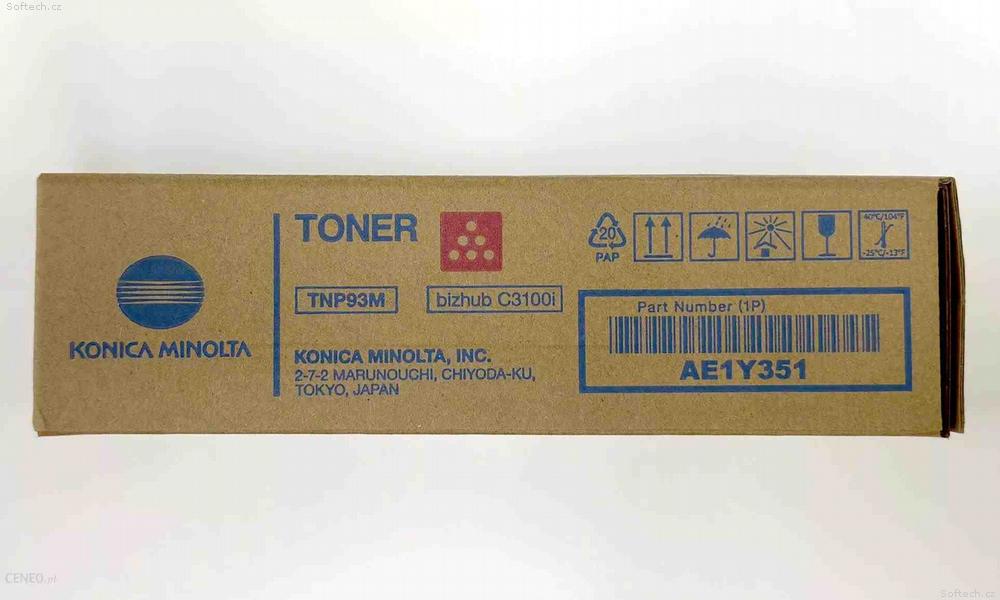 Softech.cz
KONICA MINOLTA
TONER
TNP93M
bizhub C3100i
KONICA MINOLTA, INC.
2-7-2 MARUNOUCHI, CHIYODA-KU,
TOKYO, JAPAN
20
PAP
40°C/104°F
-25°C/-13°F
Part Number (1P)
AE1Y351
CENEO.pl
Softech.cz